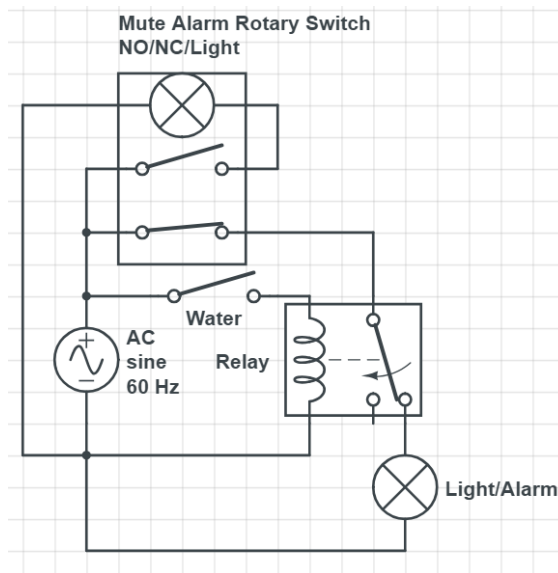 Mute Alarm Rotary Switch
NO/NC/Light
Water
AC
sine
60 Hz
Relay
Light/Alarm